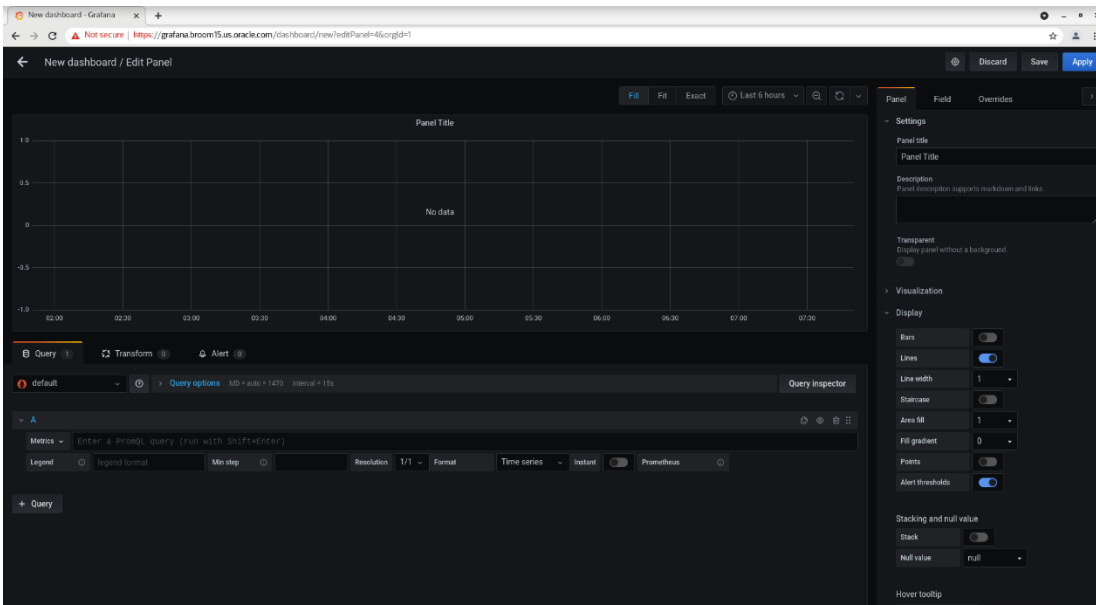 New dashboard - Grafana
Not secure | https://grafana.broom15.us.oracle.com/dashboard/new?editPanel=4&orgId=1
New dashboard / Edit Panel
Discard Save Apply
Fill Fit Exact Last 6 hours
Panel Field Overrides
Panel Title
1.0
0.5
0
-0.5
-1.0
No data
02:00 02:30 03:00 03:30 04:00 04:30 05:00 05:30 06:00 06:30 07:00 07:30
Query 1 Transform 0 Alert 0
default Query options MD = auto = 1470 Interval = 15s Query inspector
A
Metrics Enter a PromQL query (run with Shift+Enter)
Legend legend format Min step Resolution 1/1 Format Time series Instant Prometheus
+ Query
Settings
Panel title
Panel Title
Description
Panel description supports markdown and links.
Transparent
Display panel without a background.
Visualization
Display
Bars
Lines
Line width 1
Staircase
Area fill 1
Fill gradient 0
Points
Alert thresholds
Stacking and null value
Stack
Null value null
Hover tooltip